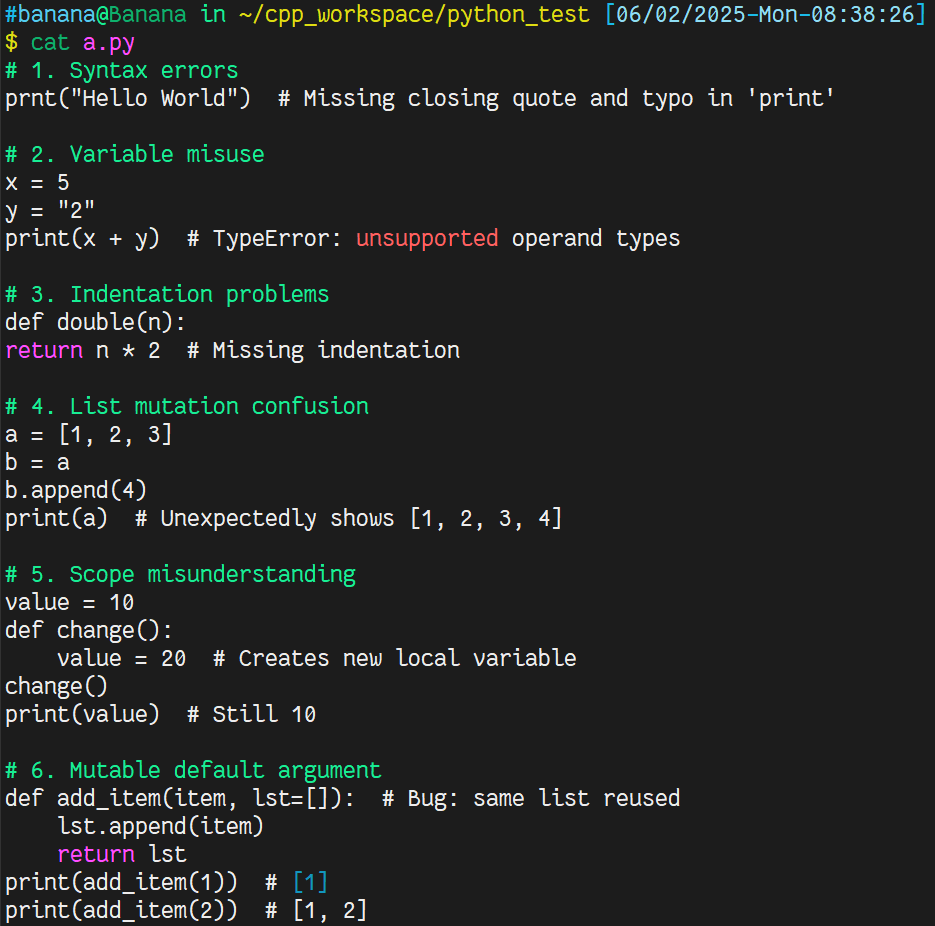 #banana@Banana in ~/cpp_workspace/python_test [06/02/2025-Mon-08:38:26]
$ cat a.py
# 1. Syntax errors
prnt("Hello World")  # Missing closing quote and typo in 'print'

# 2. Variable misuse
x = 5
y = "2"
print(x + y)  # TypeError: unsupported operand types

# 3. Indentation problems
def double(n):
return n * 2  # Missing indentation

# 4. List mutation confusion
a = [1, 2, 3]
b = a
b.append(4)
print(a)  # Unexpectedly shows [1, 2, 3, 4]

# 5. Scope misunderstanding
value = 10
def change():
    value = 20  # Creates new local variable
change()
print(value)  # Still 10

# 6. Mutable default argument
def add_item(item, lst=[]):  # Bug: same list reused
    lst.append(item)
    return lst
print(add_item(1))  # [1]
print(add_item(2))  # [1, 2]